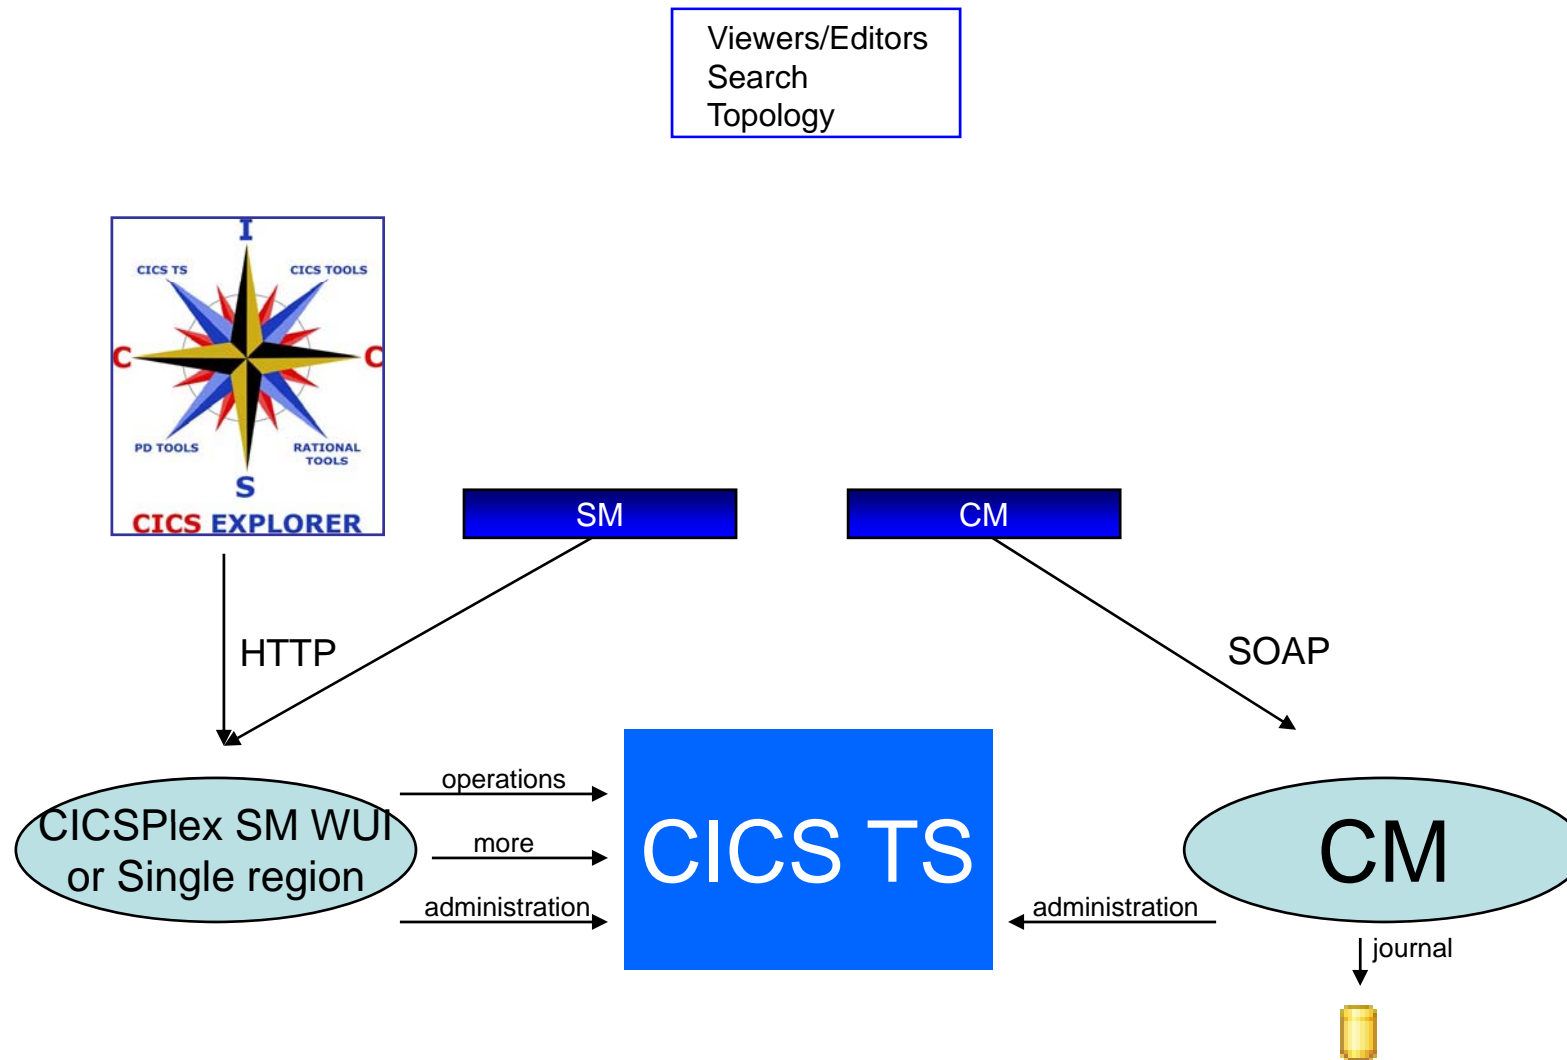 Viewers/Editors
Search
Topology
I
CICS TS
CICS TOOLS
C
C
PD TOOLS
RATIONAL
TOOLS
S
CICS EXPLORER
SM
CM
HTTP
SOAP
CICSPlex SM WUI
or Single region
operations
more
administration
CICS TS
administration
CM
journal